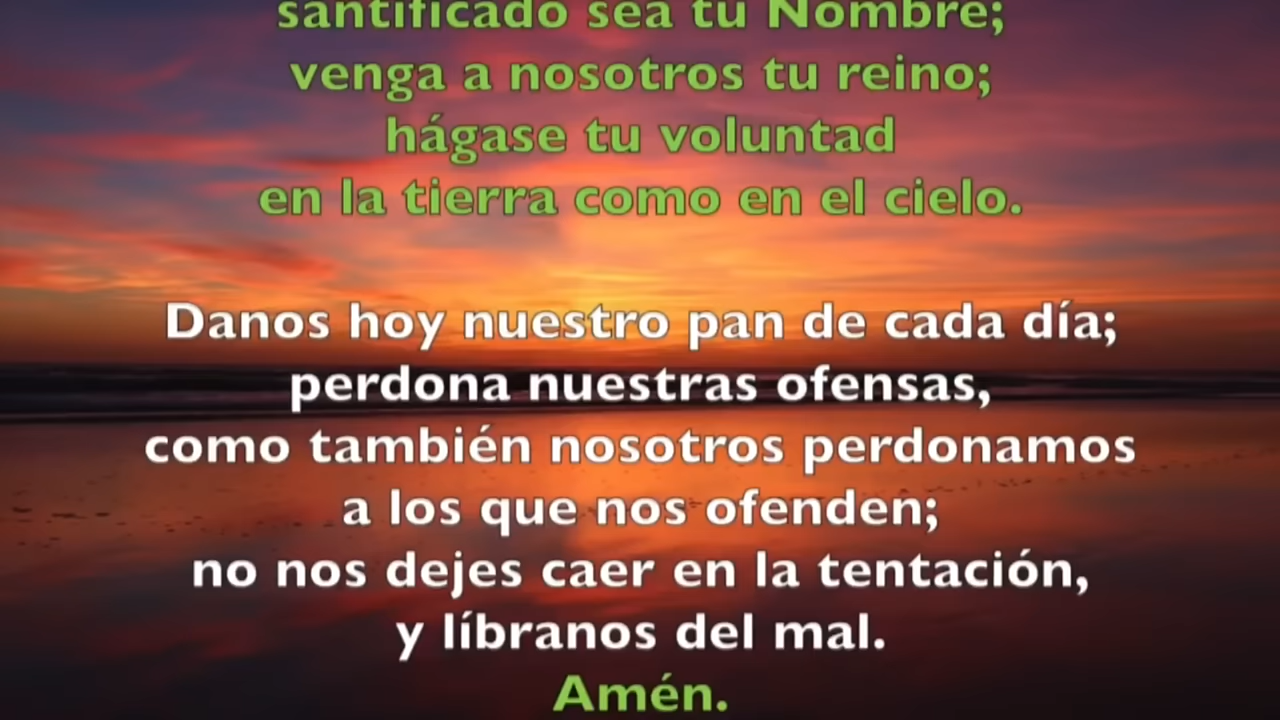 santificado sea tu Nombre;
venga a nosotros tu reino;
hágase tu voluntad
en la tierra como en el cielo.
Danos hoy nuestro pan de cada día;
perdona nuestras ofensas,
como también nosotros perdonamos
a los que nos ofenden;
no nos dejes caer en la tentación,
y líbranos del mal.
Amén.